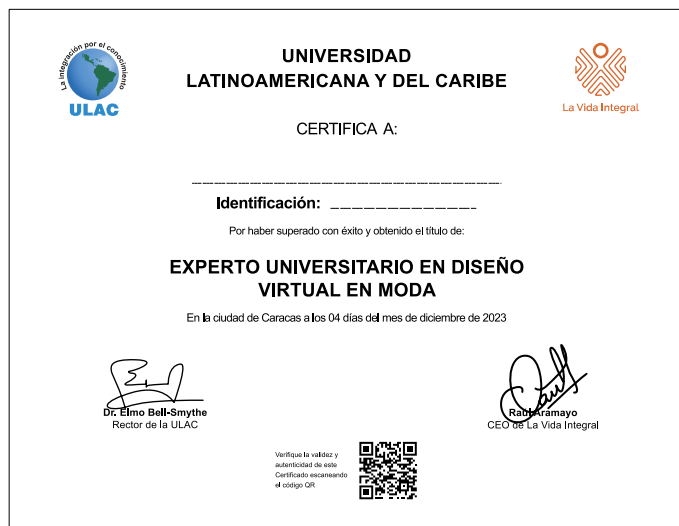 La integración por el conocimiento
ULAC
UNIVERSIDAD
LATINOAMERICANA Y DEL CARIBE
La Vida Integral
CERTIFICA A:
Identificación:
Por haber superado con éxito y obtenido el título de:
EXPERTO UNIVERSITARIO EN DISEÑO
VIRTUAL EN MODA
En la ciudad de Caracas a los 04 días del mes de diciembre de 2023
Dr. Elmo Bell-Smythe
Rector de la ULAC
Raúl Aramayo
CEO de La Vida Integral
Verifique la validez y
autenticidad de este
Certificado escaneando
el código QR